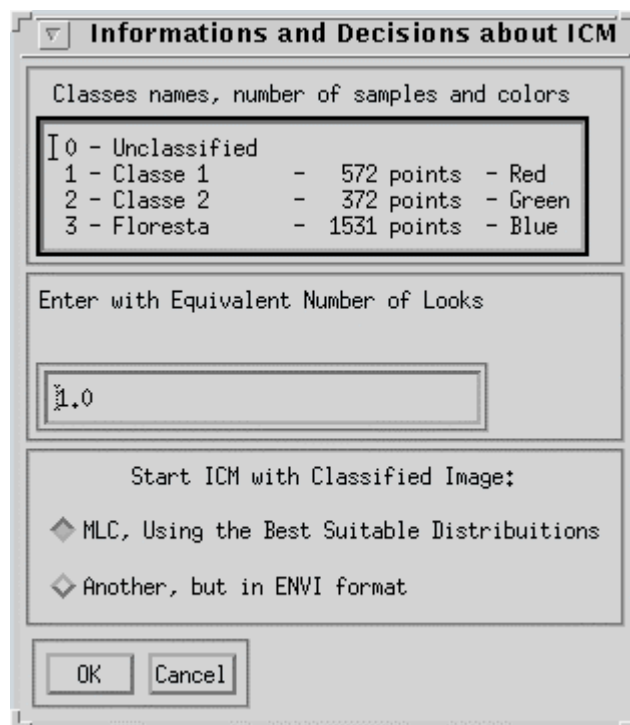 Informations and Decisions about ICM
Classes names, number of samples and colors
0 - Unclassified
1 - Classe 1 - 572 points - Red
2 - Classe 2 - 372 points - Green
3 - Floresta - 1531 points - Blue
Enter with Equivalent Number of Looks
1.0
Start ICM with Classified Image:
MLC, Using the Best Suitable Distribuitions
Another, but in ENVI format
OK Cancel